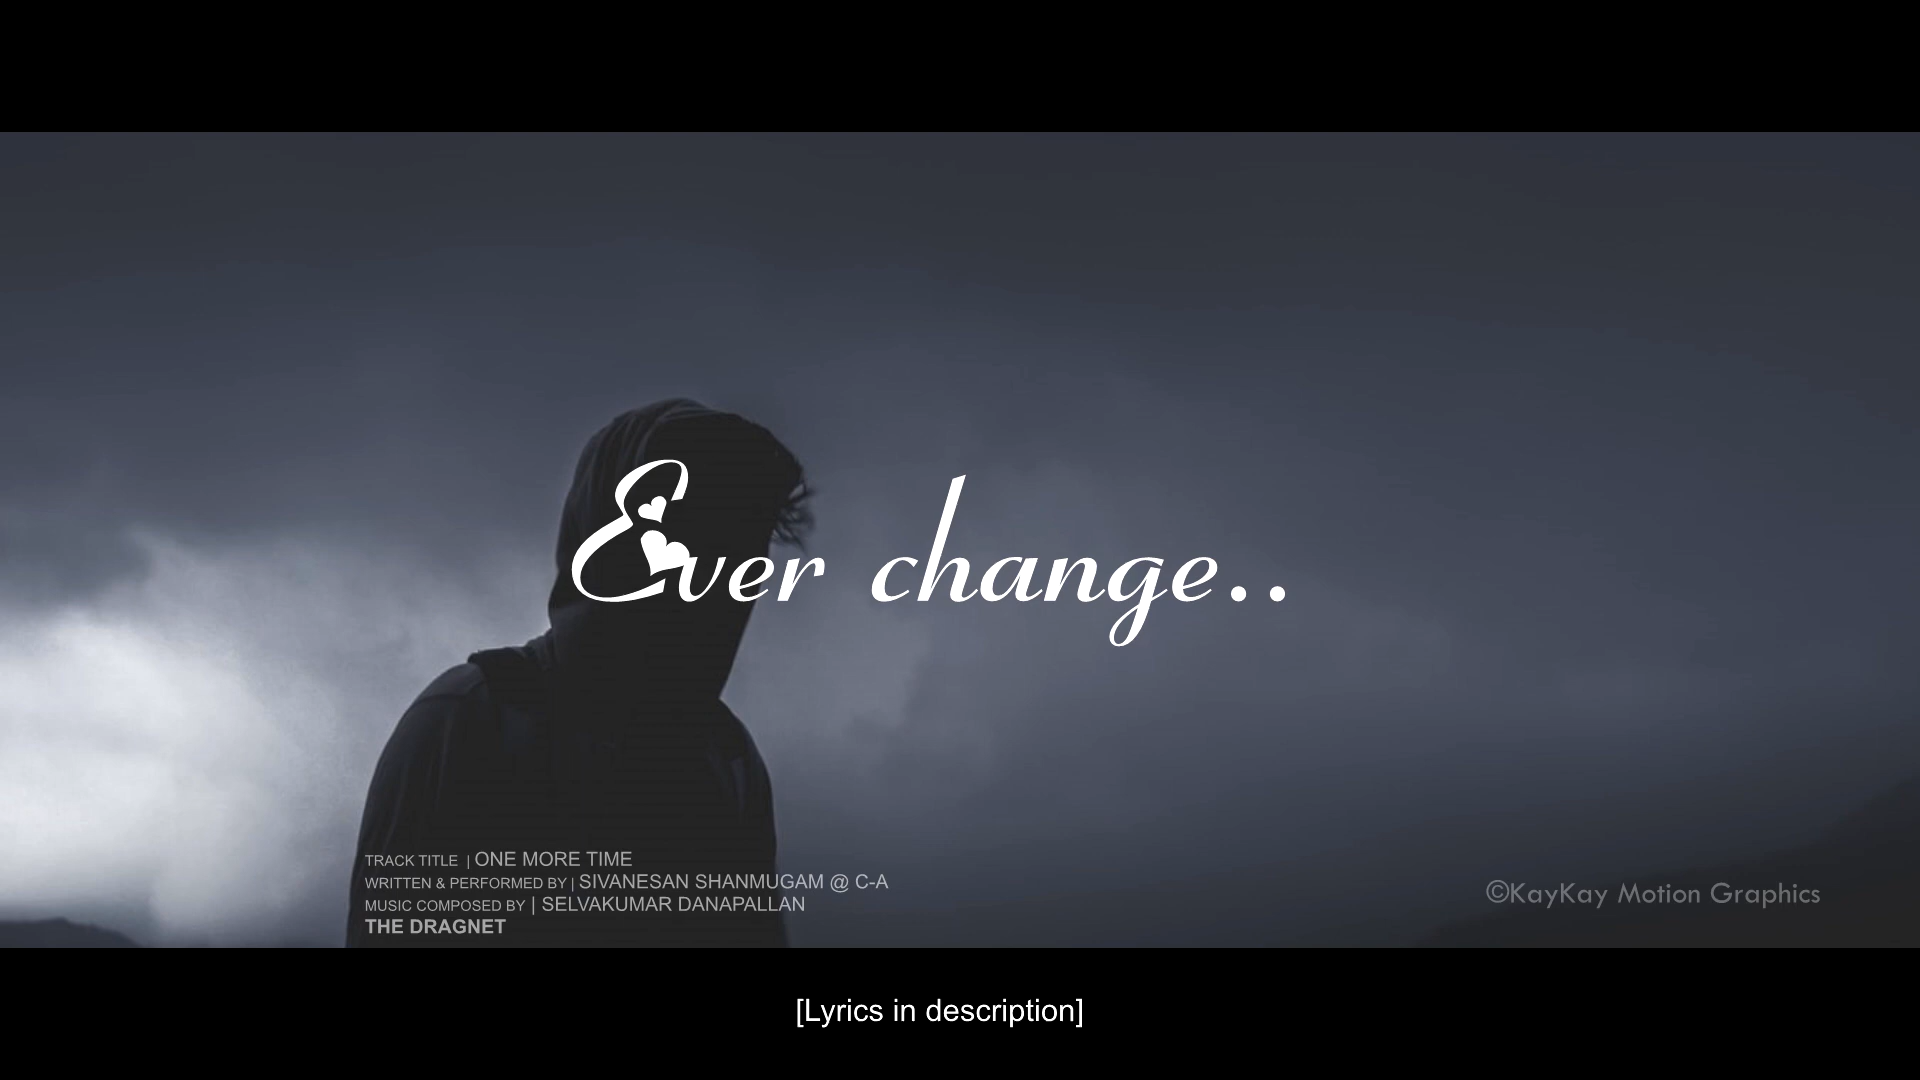 Ever change..
TRACK TITLE | ONE MORE TIME
WRITTEN & PERFORMED BY | SIVANESAN SHANMUGAM @ C-A
MUSIC COMPOSED BY | SELVAKUMAR DANAPALLAN
THE DRAGNET
©KayKay Motion Graphics
[Lyrics in description]